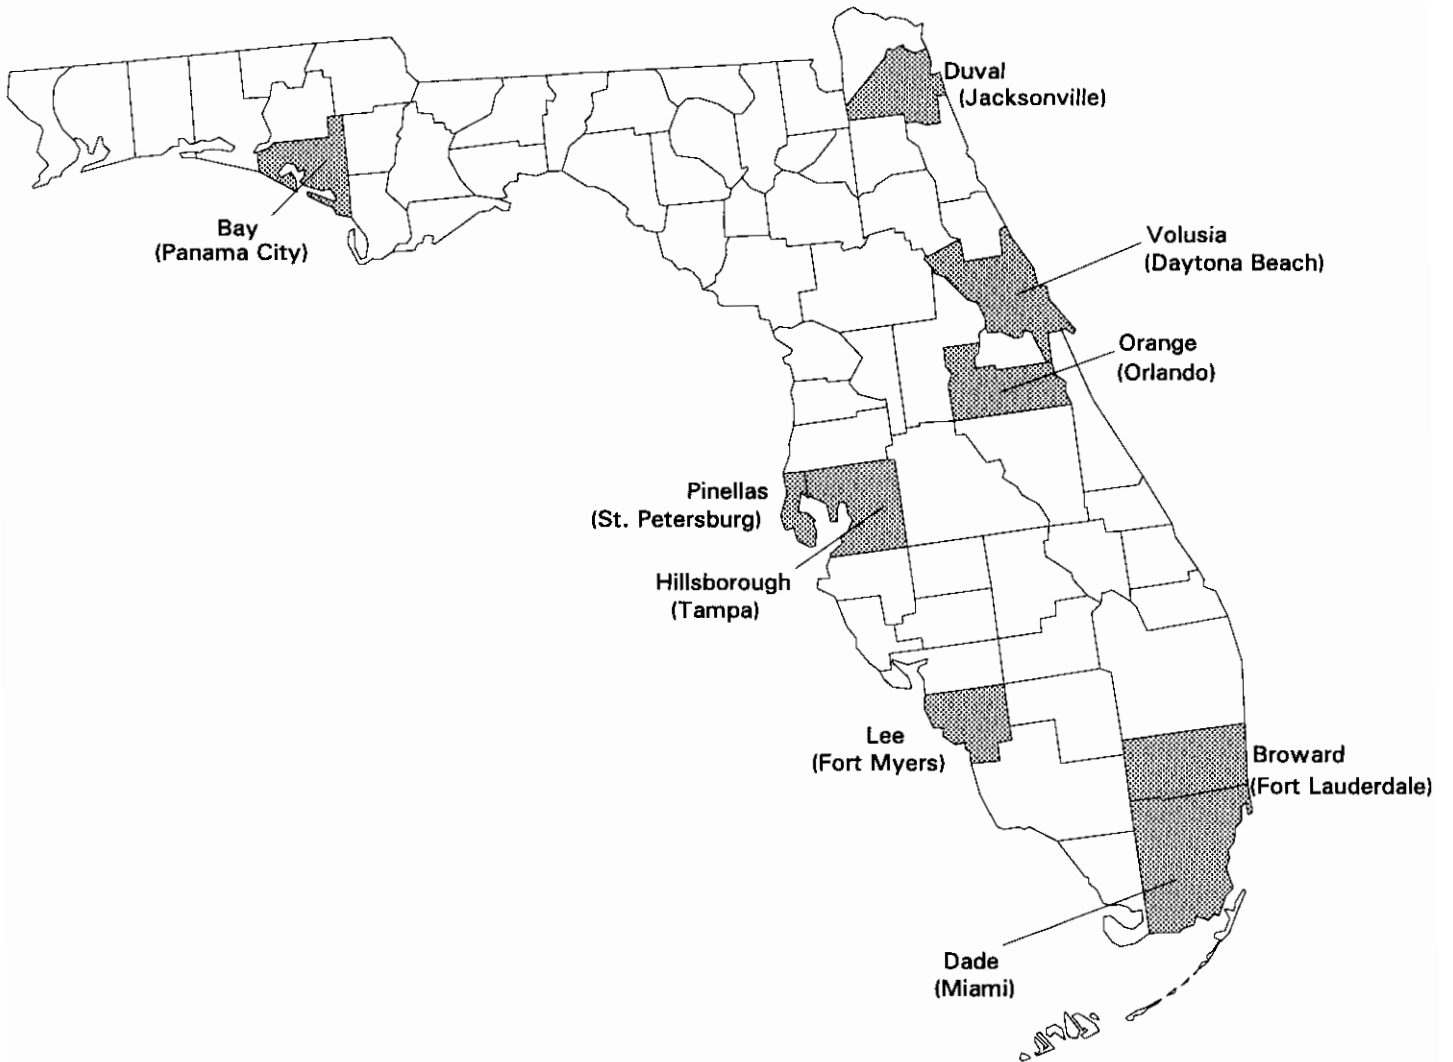 Duval
(Jacksonville)
Bay
(Panama City)
Volusia
(Daytona Beach)
Orange
(Orlando)
Pinellas
(St. Petersburg)
Hillsborough
(Tampa)
Lee
(Fort Myers)
Broward
(Fort Lauderdale)
Dade
(Miami)